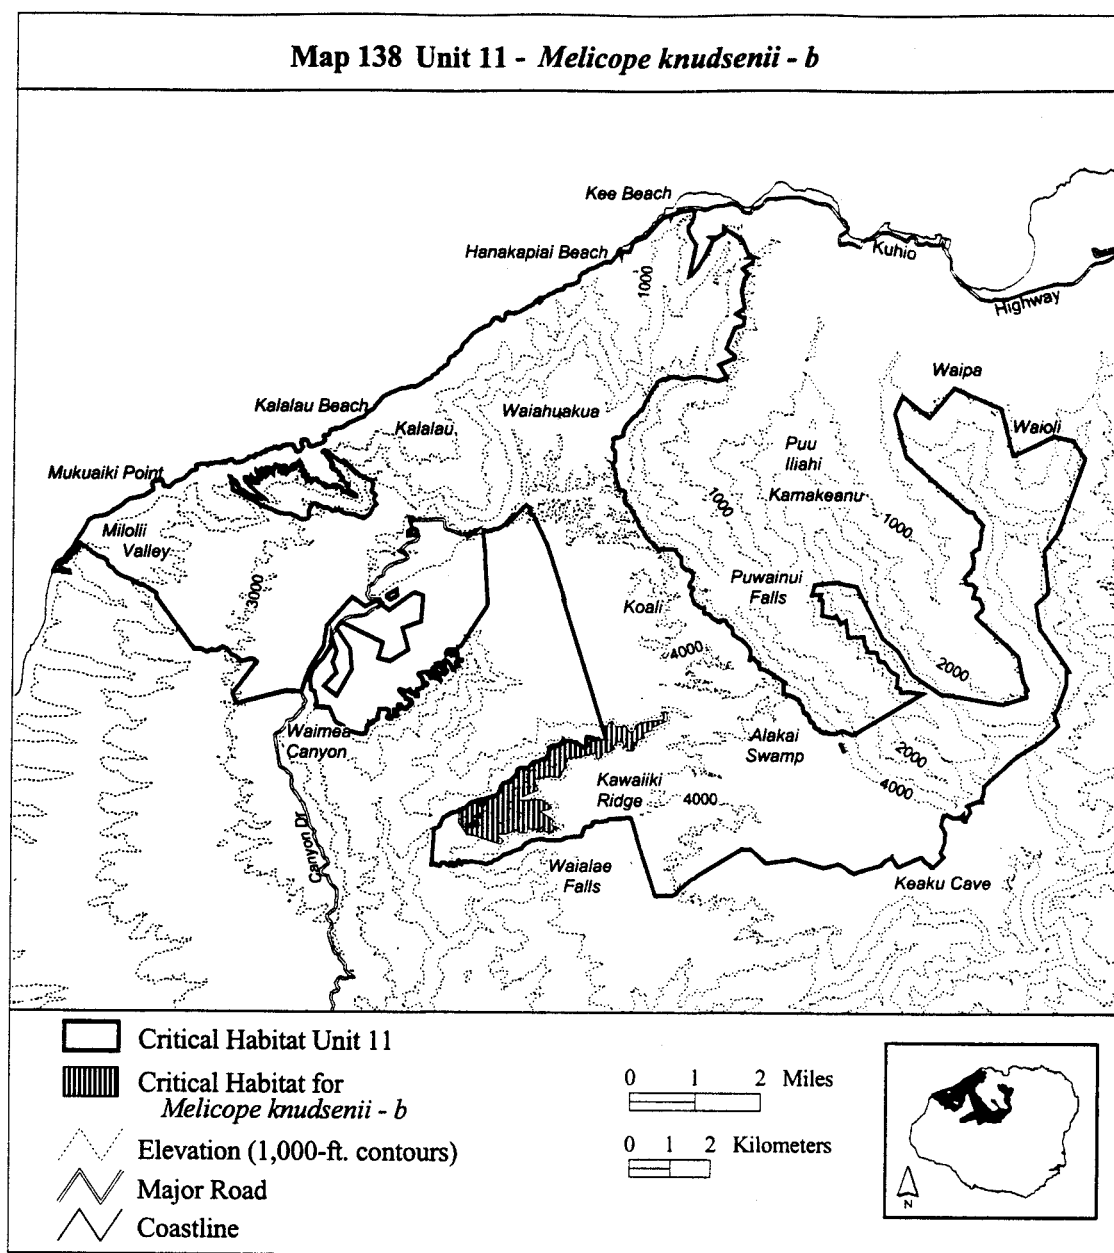 Map 138 Unit 11 - Melicope knudsenii - b
Kee Beach
Hanakapiai Beach
Kuhio
Highway
1000
Waipa
Kalalau Beach
Kalalau
Waiahuakua
Waioli
Puu
Iliahi
Mukuaiki Point
Kamakeanu
1000
1000
Milolii
Valley
3000
Puwainui
Falls
Koali
4000
2000
Waimea
Canyon
Alakai
Swamp
2000
Kawaiiki
Ridge
4000
4000
Canyon Dr
Waialae
Falls
Keaku Cave
Critical Habitat Unit 11
Critical Habitat for
Melicope knudsenii - b
Elevation (1,000-ft. contours)
Major Road
Coastline
0 1 2 Miles
0 1 2 Kilometers
N